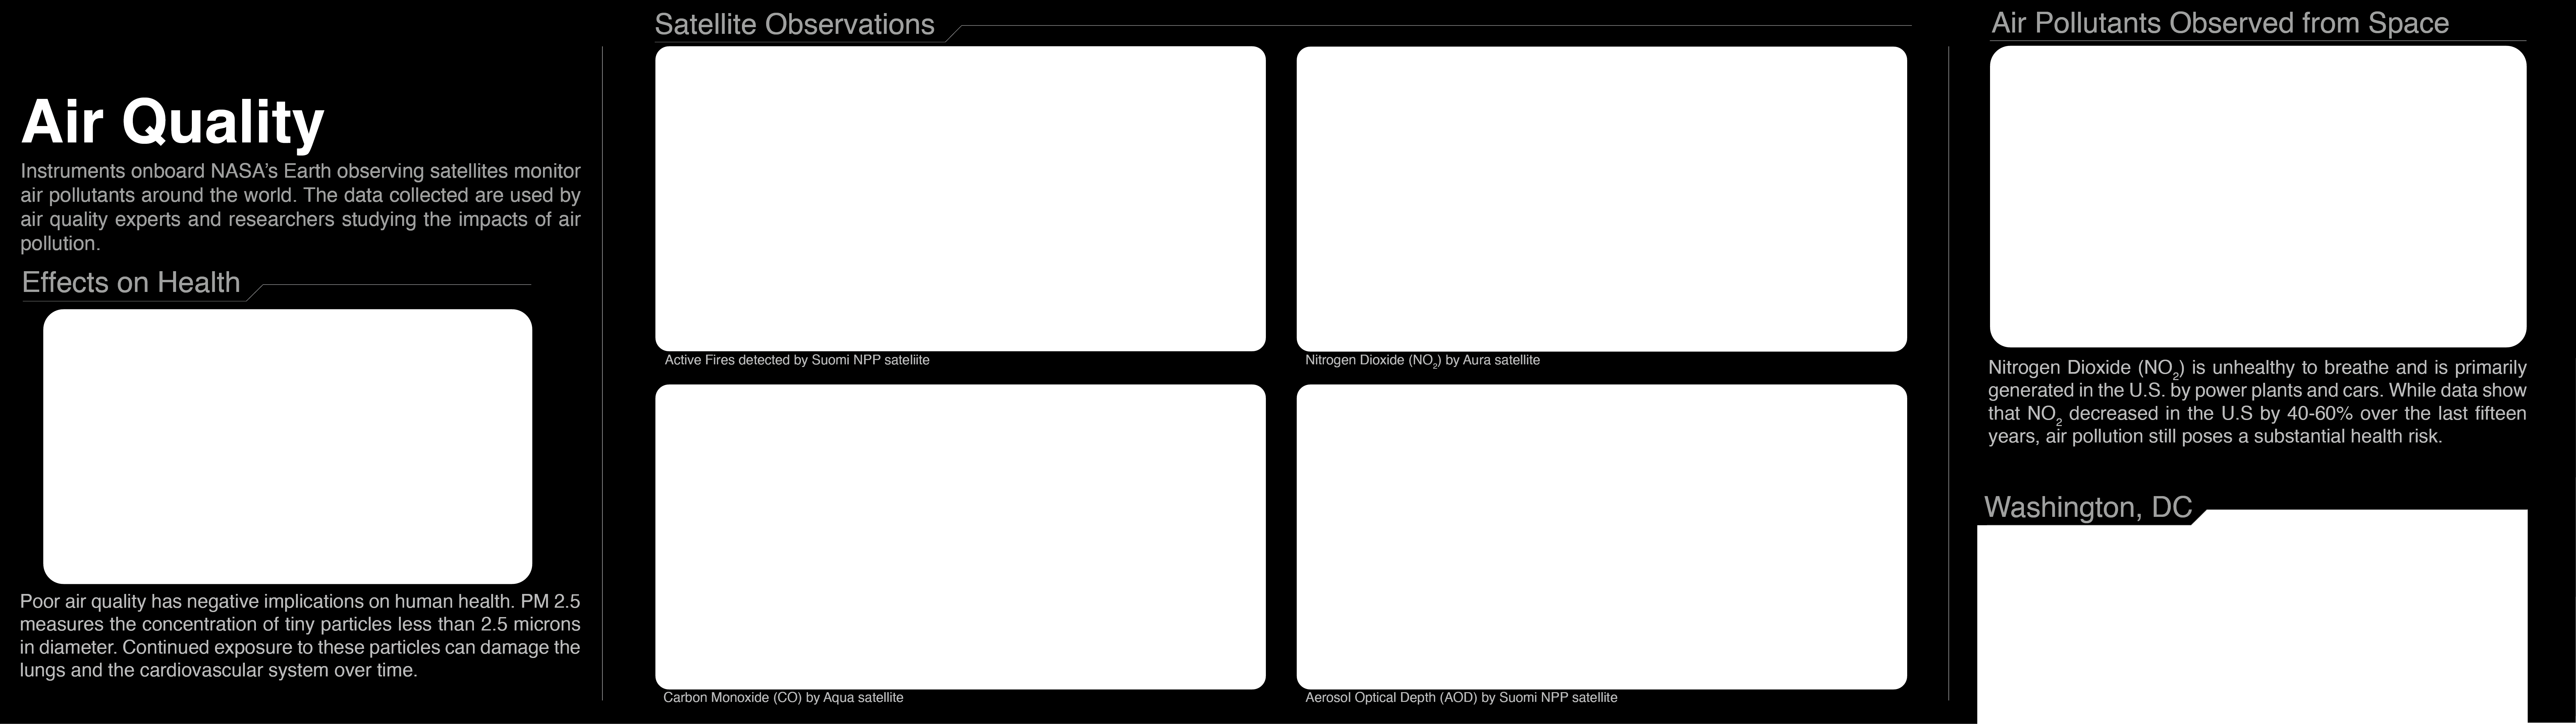 Air Quality
Instruments onboard NASA's Earth observing satellites monitor
air pollutants around the world. The data collected are used by
air quality experts and researchers studying the impacts of air
pollution.
Effects on Health
Poor air quality has negative implications on human health. PM 2.5
measures the concentration of tiny particles less than 2.5 microns
in diameter. Continued exposure to these particles can damage the
lungs and the cardiovascular system over time.
Satellite Observations
Active Fires detected by Suomi NPP sateliite
Nitrogen Dioxide (NO₂) by Aura satellite
Carbon Monoxide (CO) by Aqua satellite
Aerosol Optical Depth (AOD) by Suomi NPP satellite
Air Pollutants Observed from Space
Nitrogen Dioxide (NO₂) is unhealthy to breathe and is primarily
generated in the U.S. by power plants and cars. While data show
that NO₂ decreased in the U.S by 40-60% over the last fifteen
years, air pollution still poses a substantial health risk.
Washington, DC